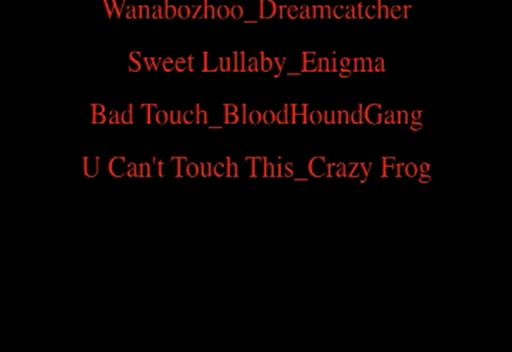 Wanabozhoo_Dreamcatcher
Sweet Lullaby_Enigma
Bad Touch_BloodHoundGang
U Can't Touch This_Crazy Frog